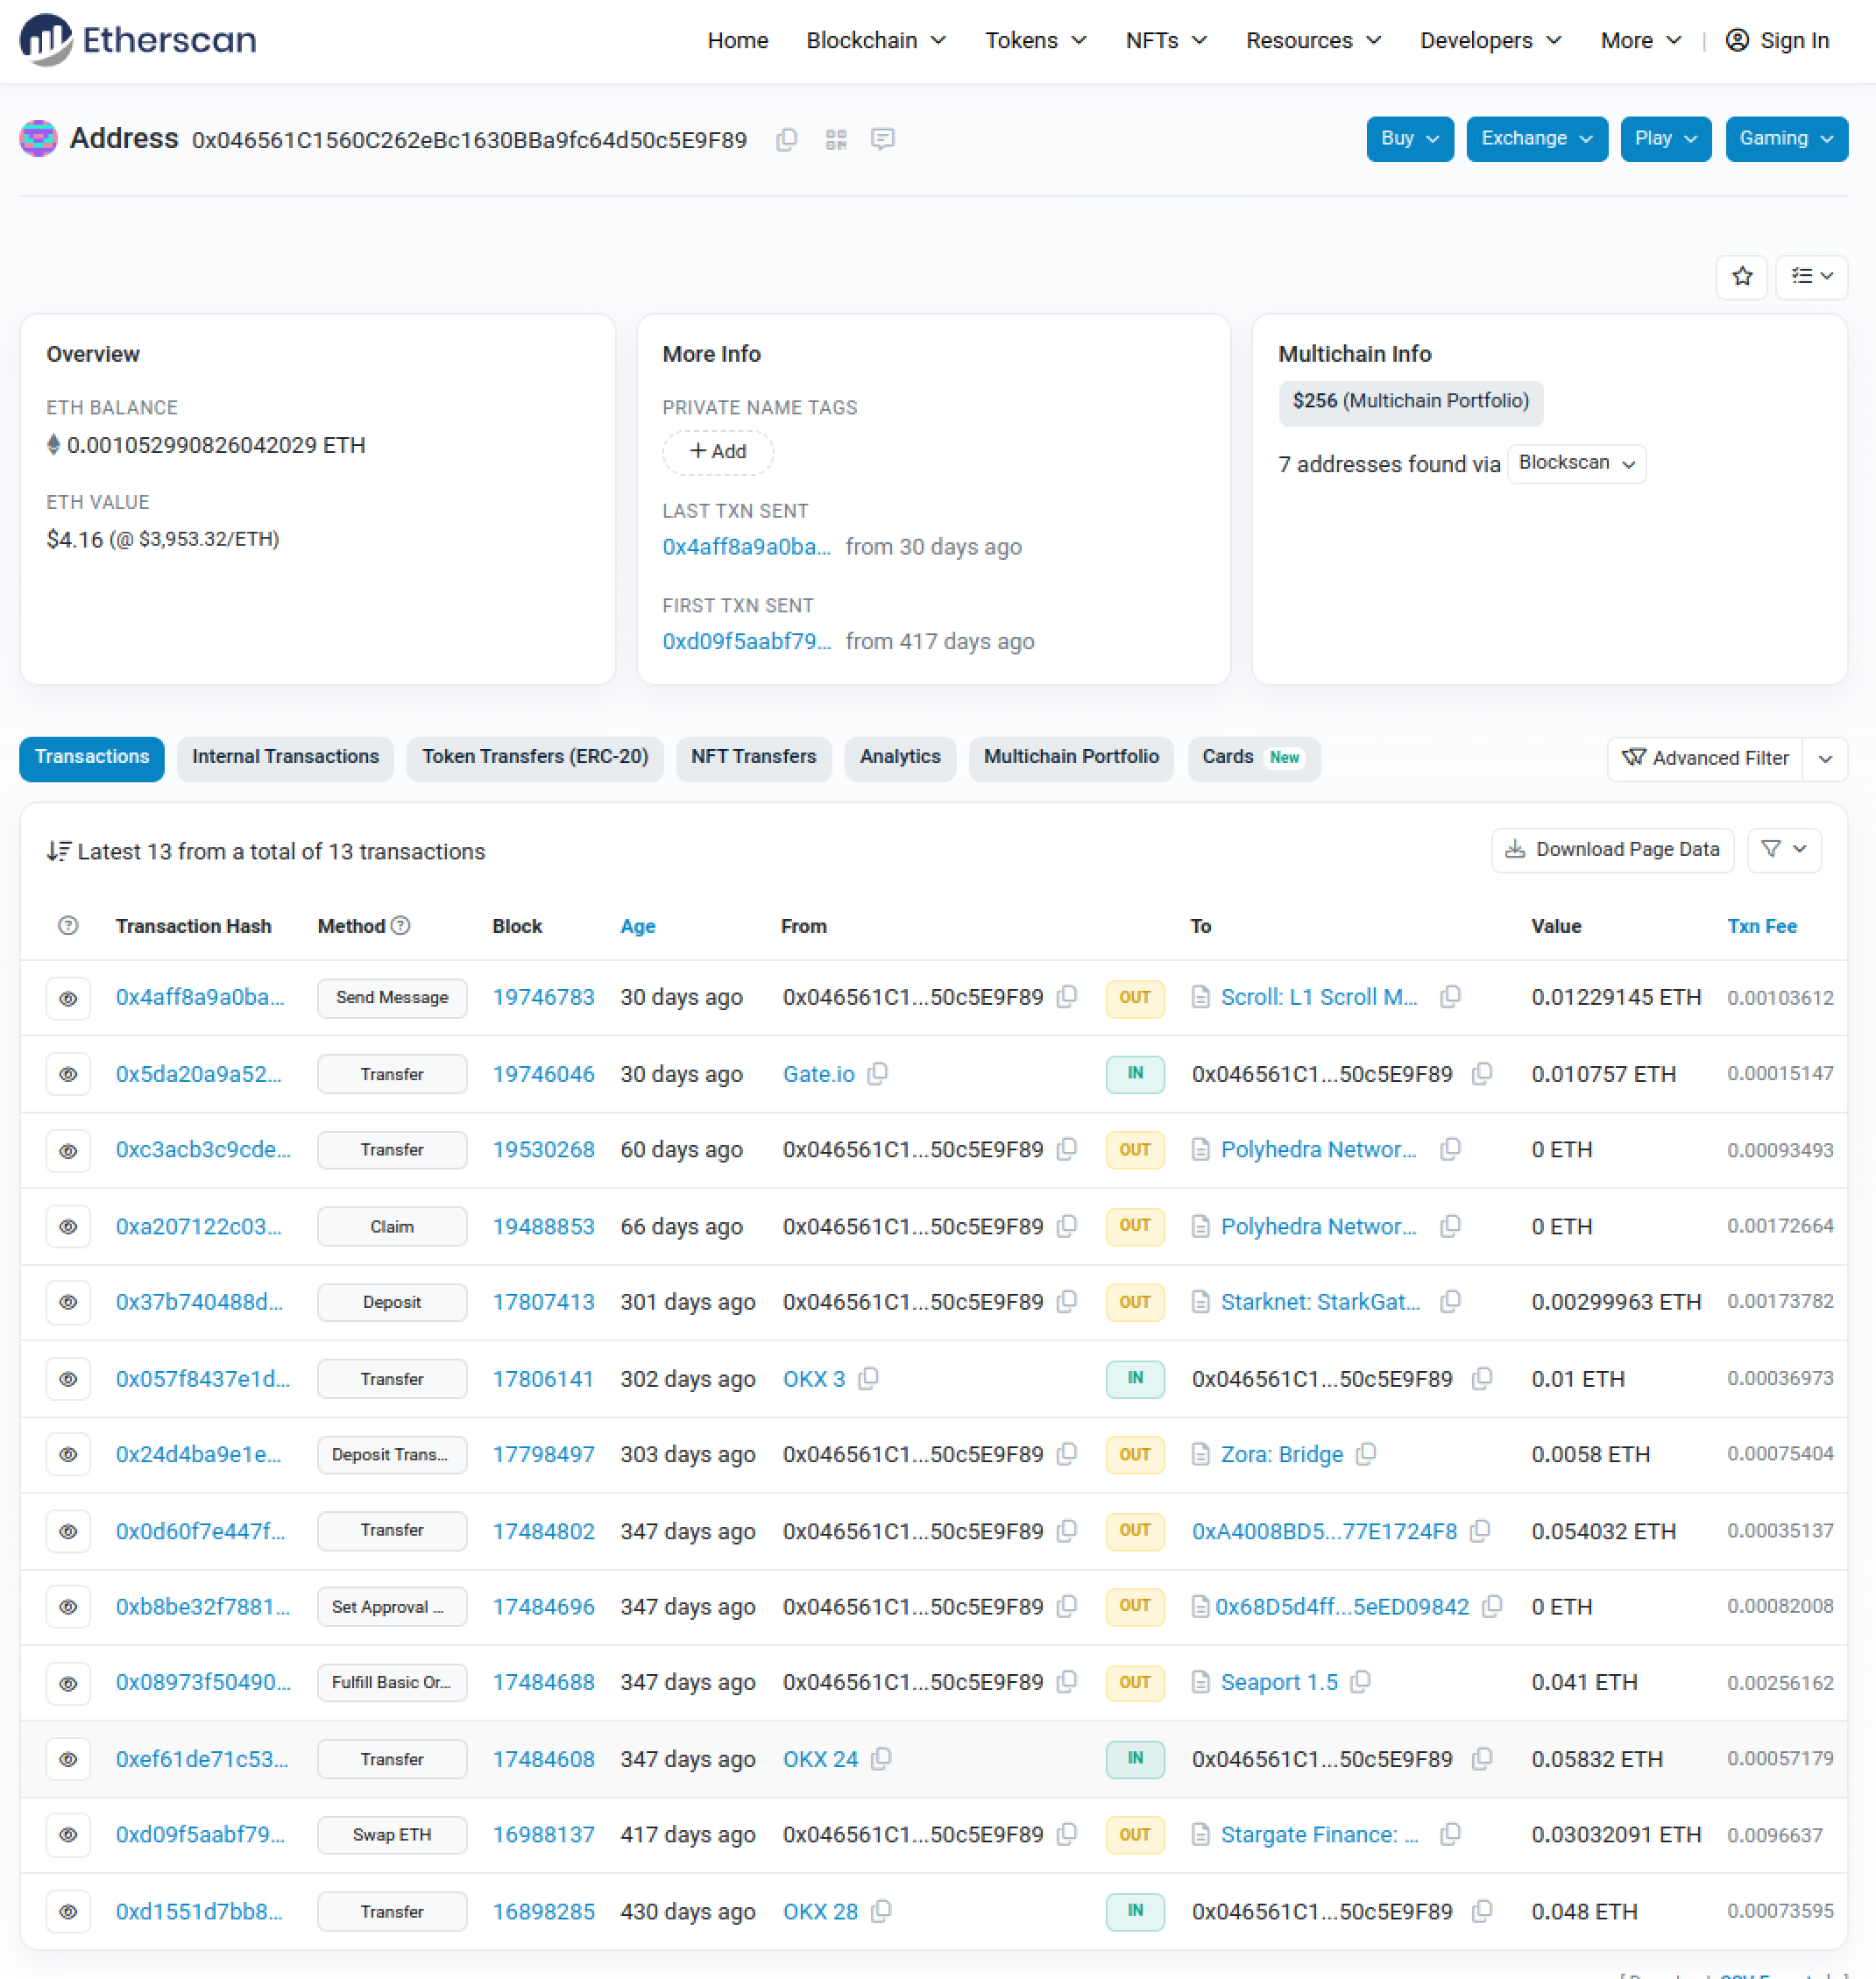 Etherscan
Home Blockchain Tokens NFTs Resources Developers More | Sign In
Address 0x046561C1560C262eBc1630BBa9fc64d50c5E9F89
Buy Exchange Play Gaming
Overview
ETH BALANCE
0.001052990826042029 ETH
ETH VALUE
$4.16 (@ $3,953.32/ETH)
More Info
PRIVATE NAME TAGS
+ Add
LAST TXN SENT
0x4aff8a9a0ba... from 30 days ago
FIRST TXN SENT
0xd09f5aabf79... from 417 days ago
Multichain Info
$256 (Multichain Portfolio)
7 addresses found via Blockscan
Transactions Internal Transactions Token Transfers (ERC-20) NFT Transfers Analytics Multichain Portfolio Cards New Advanced Filter
Latest 13 from a total of 13 transactions
Download Page Data
Transaction Hash Method Block Age From To Value Txn Fee
0x4aff8a9a0ba... Send Message 19746783 30 days ago 0x046561C1...50c5E9F89 OUT Scroll: L1 Scroll M... 0.01229145 ETH 0.00103612
0x5da20a9a52... Transfer 19746046 30 days ago Gate.io IN 0x046561C1...50c5E9F89 0.010757 ETH 0.00015147
0xc3acb3c9cde... Transfer 19530268 60 days ago 0x046561C1...50c5E9F89 OUT Polyhedra Networ... 0 ETH 0.00093493
0xa207122c03... Claim 19488853 66 days ago 0x046561C1...50c5E9F89 OUT Polyhedra Networ... 0 ETH 0.00172664
0x37b740488d... Deposit 17807413 301 days ago 0x046561C1...50c5E9F89 OUT Starknet: StarkGat... 0.00299963 ETH 0.00173782
0x057f8437e1d... Transfer 17806141 302 days ago OKX 3 IN 0x046561C1...50c5E9F89 0.01 ETH 0.00036973
0x24d4ba9e1e... Deposit Trans... 17798497 303 days ago 0x046561C1...50c5E9F89 OUT Zora: Bridge 0.0058 ETH 0.00075404
0x0d60f7e447f... Transfer 17484802 347 days ago 0x046561C1...50c5E9F89 OUT 0xA4008BD5...77E1724F8 0.054032 ETH 0.00035137
0xb8be32f7881... Set Approval ... 17484696 347 days ago 0x046561C1...50c5E9F89 OUT 0x68D5d4ff...5eED09842 0 ETH 0.00082008
0x08973f50490... Fulfill Basic Or... 17484688 347 days ago 0x046561C1...50c5E9F89 OUT Seaport 1.5 0.041 ETH 0.00256162
0xef61de71c53... Transfer 17484608 347 days ago OKX 24 IN 0x046561C1...50c5E9F89 0.05832 ETH 0.00057179
0xd09f5aabf79... Swap ETH 16988137 417 days ago 0x046561C1...50c5E9F89 OUT Stargate Finance: ... 0.03032091 ETH 0.0096637
0xd1551d7bb8... Transfer 16898285 430 days ago OKX 28 IN 0x046561C1...50c5E9F89 0.048 ETH 0.00073595